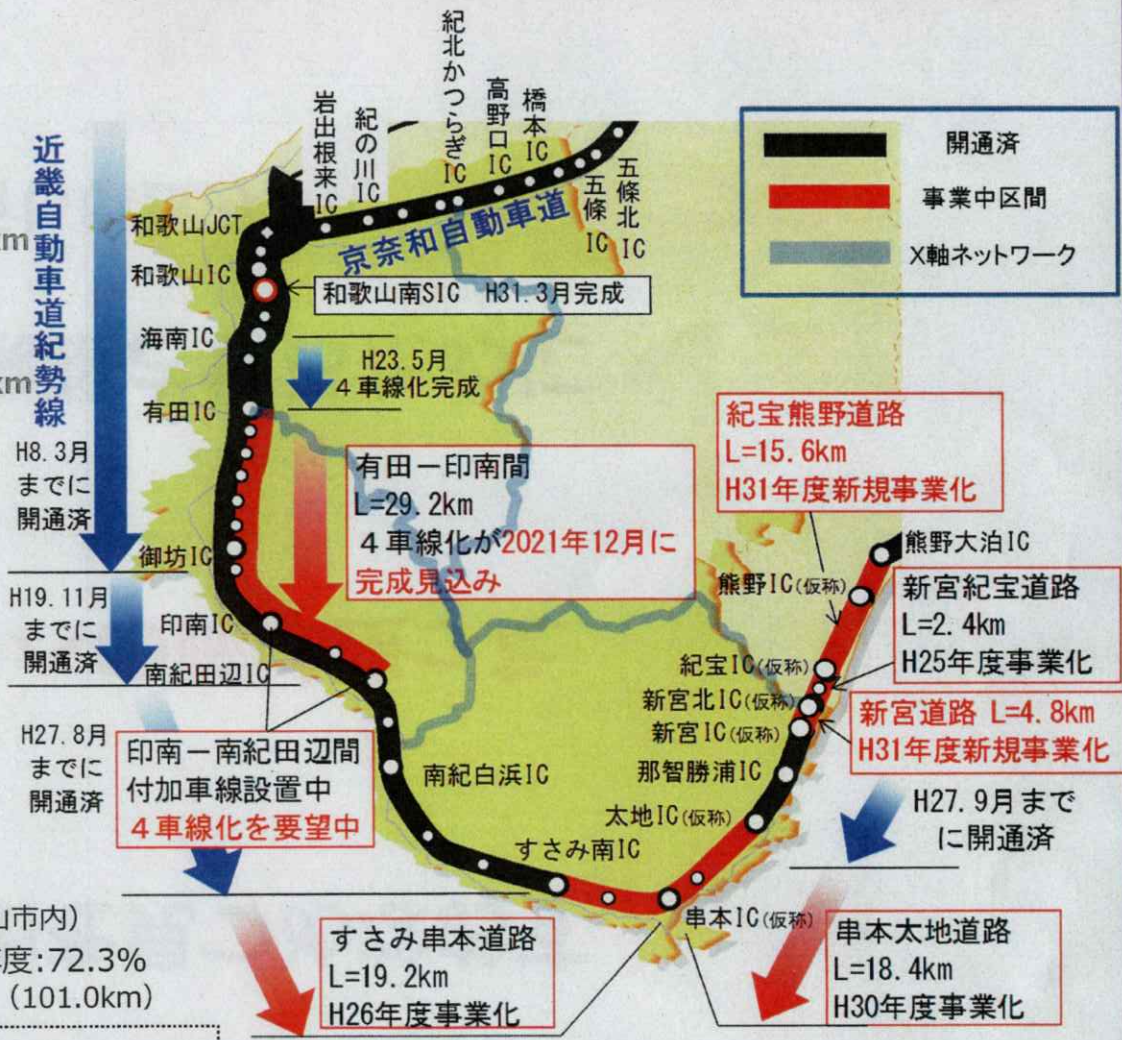 岩出根来IC
紀の川IC
紀北かつらぎIC
高野口IC
橋本IC
五條IC
五條北IC
近畿自動車道紀勢線
京奈和自動車道
開通済
事業中区間
X軸ネットワーク
和歌山JCT
km
和歌山IC
和歌山南SIC H31.3月完成
海南IC
H23.5月
4車線化完成
km
有田IC
H8.3月
までに
開通済
有田－印南間
L=29.2km
4車線化が2021年12月に
完成見込み
紀宝熊野道路
L=15.6km
H31年度新規事業化
御坊IC
熊野大泊IC
熊野IC(仮称)
新宮紀宝道路
L=2.4km
H25年度事業化
H19.11月
までに
開通済
印南IC
南紀田辺IC
紀宝IC(仮称)
新宮北IC(仮称)
新宮IC(仮称)
新宮道路 L=4.8km
H31年度新規事業化
H27.8月
までに
開通済
印南－南紀田辺間
付加車線設置中
4車線化を要望中
南紀白浜IC
那智勝浦IC
太地IC(仮称)
H27.9月まで
に開通済
すさみ南IC
串本IC(仮称)
山市内)
度:72.3%
(101.0km)
すさみ串本道路
L=19.2km
H26年度事業化
串本太地道路
L=18.4km
H30年度事業化